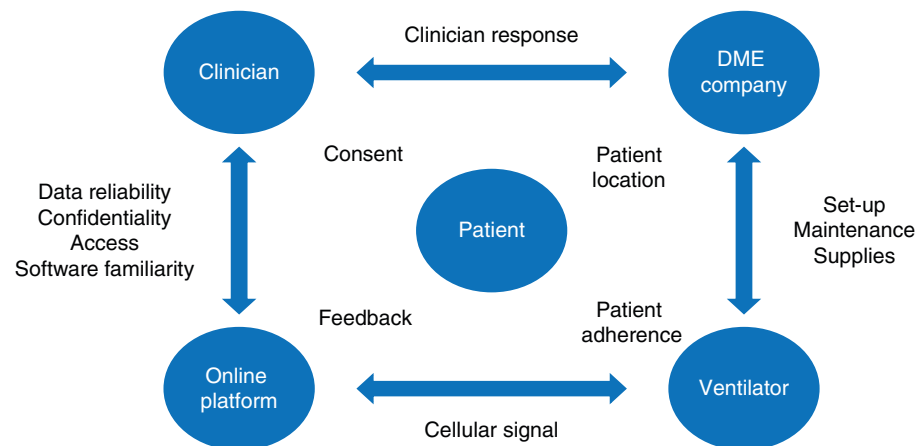 Clinician response
Clinician
DME
company
Consent
Patient
location
Data reliability
Confidentiality
Access
Software familiarity
Patient
Set-up
Maintenance
Supplies
Feedback
Patient
adherence
Online
platform
Ventilator
Cellular signal